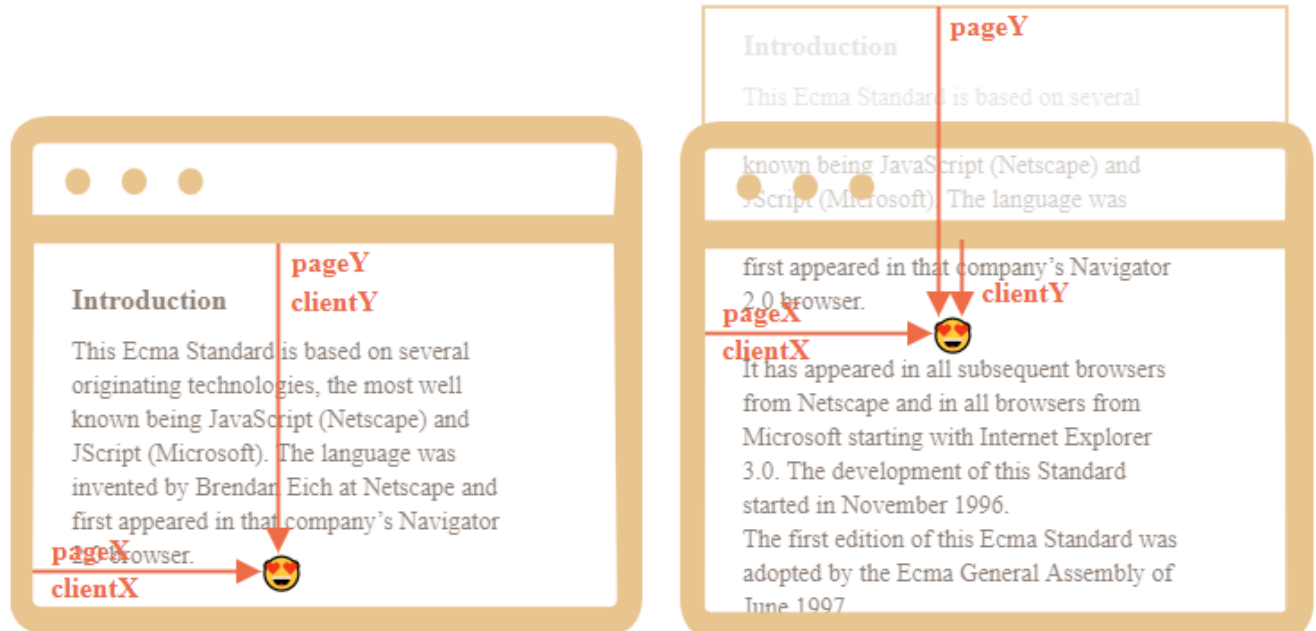 pageY
clientY
Introduction
This Ecma Standard is based on several
originating technologies, the most well
known being JavaScript (Netscape) and
JScript (Microsoft). The language was
invented by Brendan Eich at Netscape and
first appeared in that company's Navigator
2.0 browser.
pageX
clientX
pageY
Introduction
This Ecma Standard is based on several
known being JavaScript (Netscape) and
JScript (Microsoft). The language was
first appeared in that company's Navigator
2.0 browser.
clientY
pageX
clientX
It has appeared in all subsequent browsers
from Netscape and in all browsers from
Microsoft starting with Internet Explorer
3.0. The development of this Standard
started in November 1996.
The first edition of this Ecma Standard was
adopted by the Ecma General Assembly of
June 1997